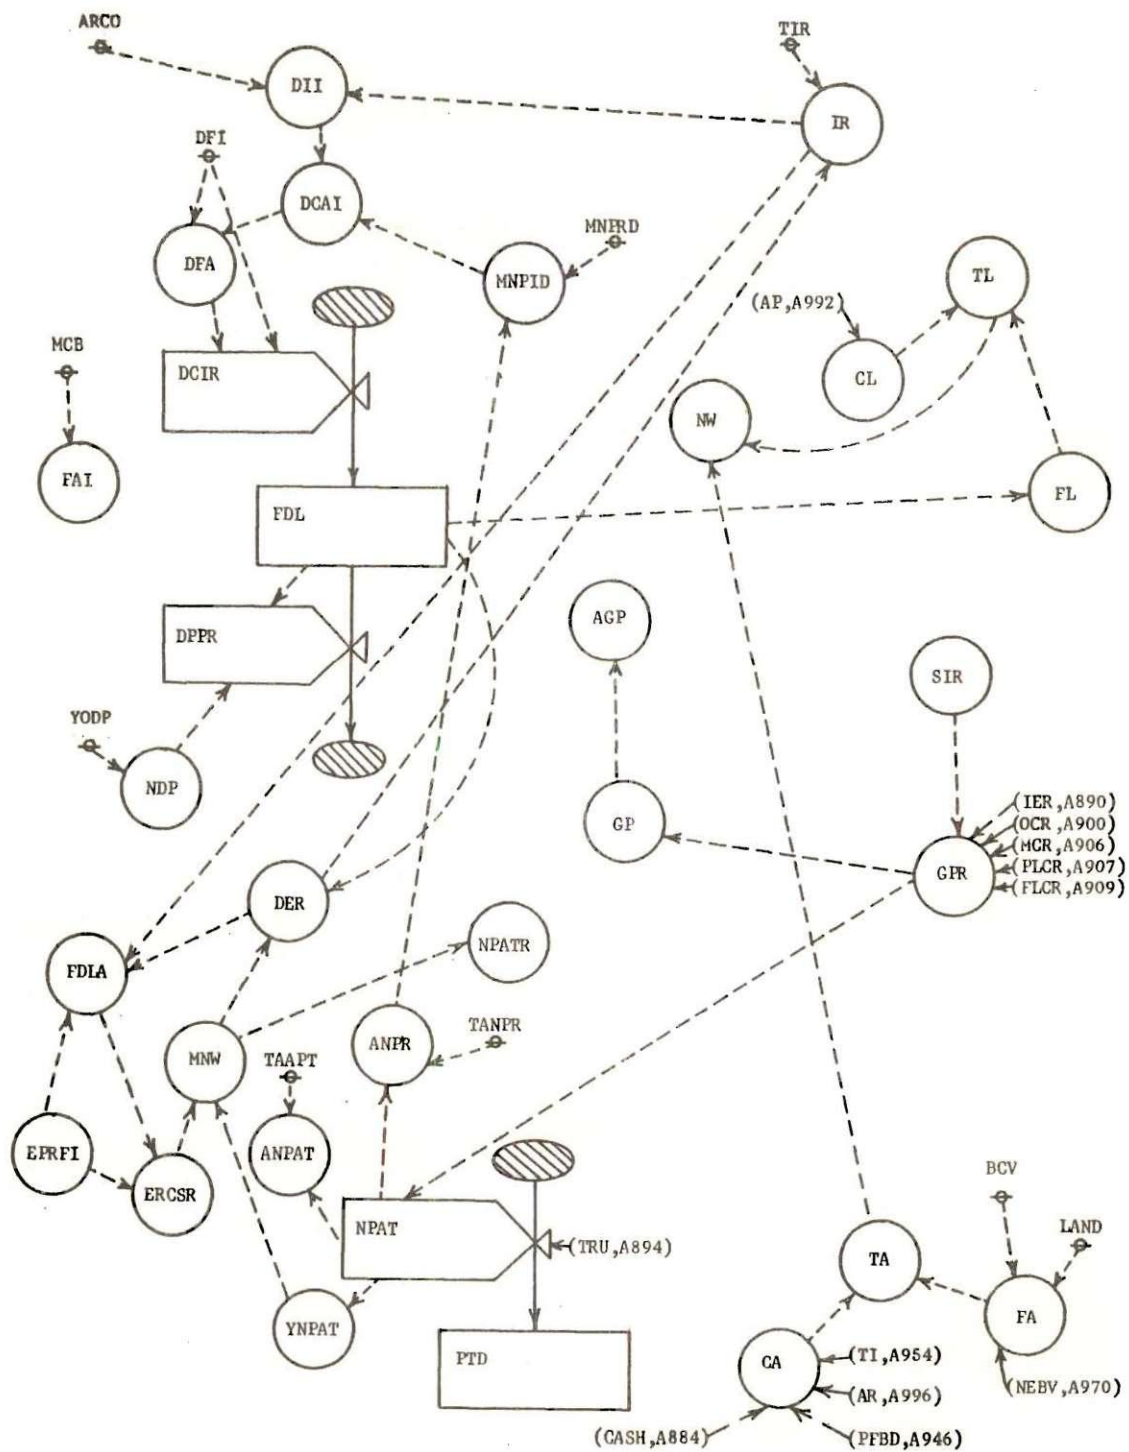 ARCO
TIR
DII
IR
DFI
DCAI
MNPRD
DFA
MNPID
TL
(AP,A992)
MCB
DCIR
CL
NW
FAI
FDL
FL
AGP
DPPR
SIR
YODP
NDP
GP
(IER,A890)
(OCR,A900)
(MCR,A906)
GPR
(PLCR,A907)
(FLCR,A909)
DER
NPATR
FDLA
TANPR
ANPR
MNW
TAAPT
EPRFI
ANPAT
ERCSR
BCV
NPAT
LAND
(TRU,A894)
TA
FA
YNPAT
PTD
CA
(TI,A954)
(NEBV,A970)
(AR,A996)
(CASH,A884)
(PFBD,A946)